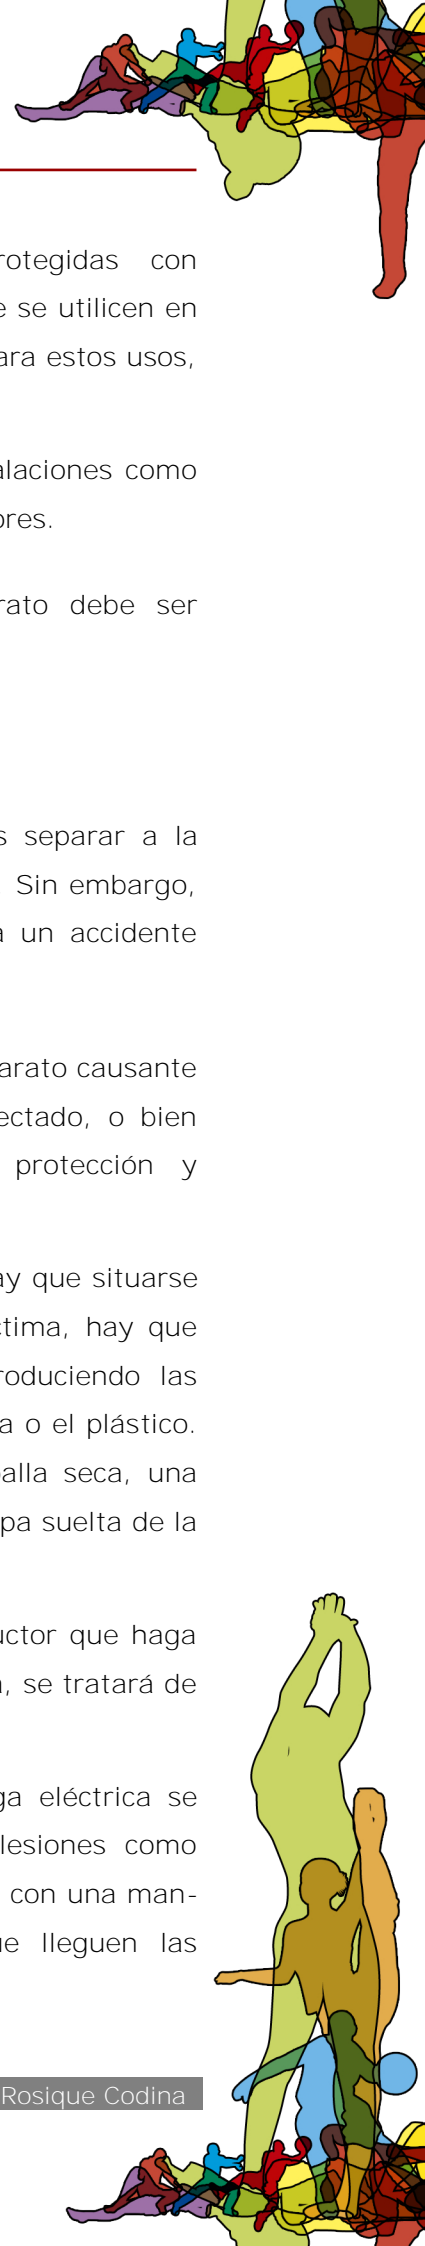 rotegidas con
e se utilicen en
ara estos usos,
alaciones como
ores.
rato debe ser
s separar a la
Sin embargo,
a un accidente
arato causante
ectado, o bien
protección y
ay que situarse
ctima, hay que
roduciendo las
a o el plástico.
palla seca, una
pa suelta de la
uctor que haga
a, se tratará de
ga eléctrica se
lesiones como
con una man-
ue lleguen las
Rosique Codina